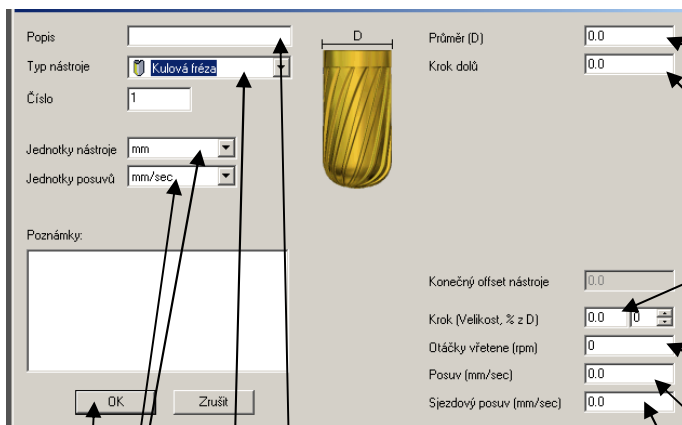 Popis
D
Průměr (D) 0.0
Typ nástroje Kulová fréza
Krok dolů 0.0
Číslo 1
Jednotky nástroje mm
Jednotky posuvů mm/sec
Poznámky:
Konečný offset nástroje 0.0
Krok (Velikost, % z D) 0.0 0
Otáčky vřetene (rpm) 0
Posuv (mm/sec) 0.0
OK Zrušit
Sjezdový posuv (mm/sec) 0.0